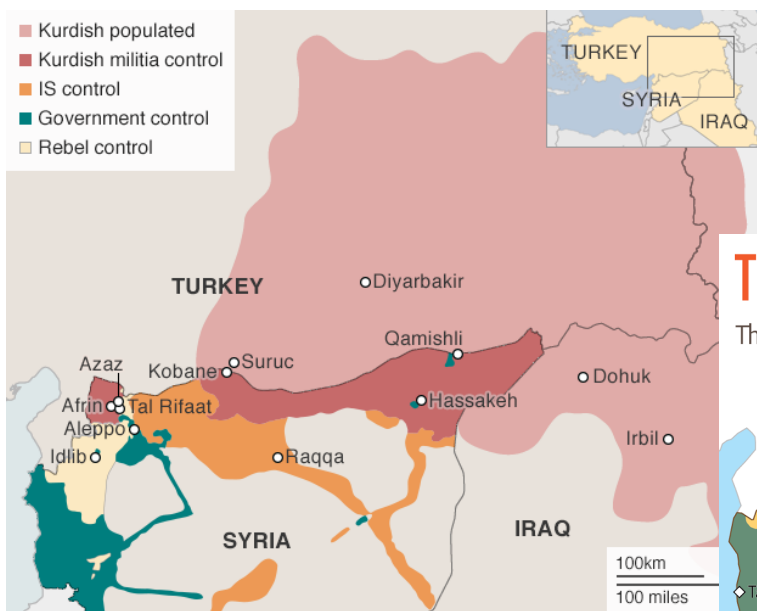 Kurdish populated
Kurdish militia control
IS control
Government control
Rebel control
TURKEY
SYRIA
IRAQ
TURKEY
Diyarbakir
Qamishli
Azaz
Kobane
Suruc
Dohuk
Afrin
Tal Rifaat
Hassakeh
Aleppo
Irbil
Idlib
Raqqa
SYRIA
IRAQ
100km
100 miles
T
Th